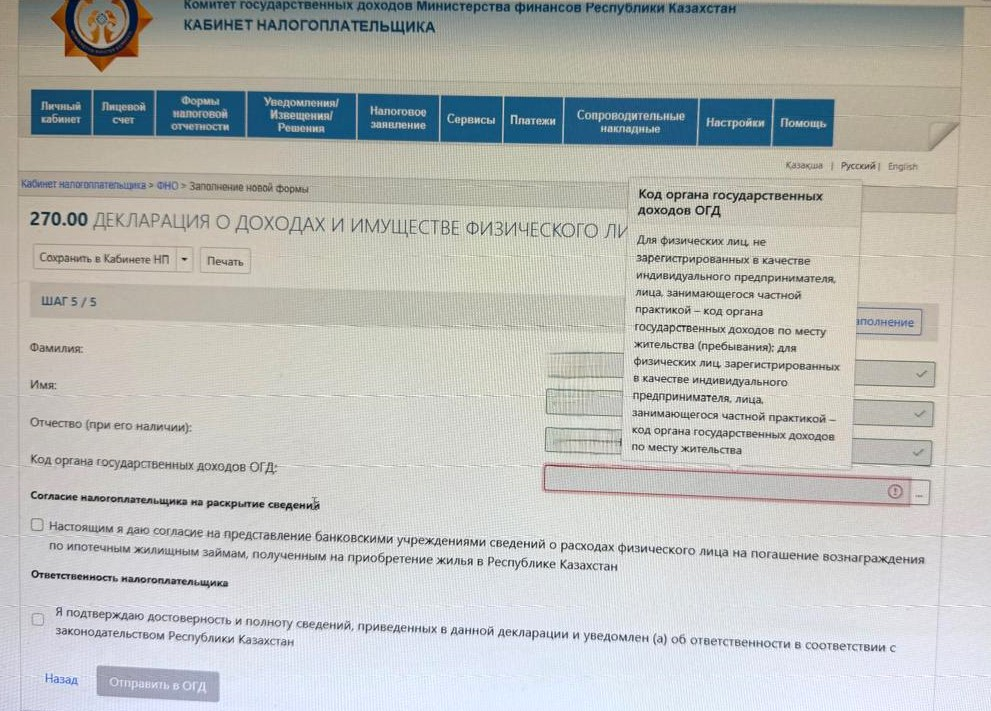 Комитет государственных доходов Министерства финансов Республики Казахстан
КАБИНЕТ НАЛОГОПЛАТЕЛЬЩИКА
Личный кабинет
Лицевой счет
Формы налоговой отчетности
Уведомления/ Извещения/ Решения
Налоговое заявление
Сервисы
Платежи
Сопроводительные накладные
Настройки
Помощь
Қазақша | Русский | English
Кабинет налогоплательщика > ФНО > Заполнение новой формы
270.00 ДЕКЛАРАЦИЯ О ДОХОДАХ И ИМУЩЕСТВЕ ФИЗИЧЕСКОГО
Сохранить в Кабинете НП
Печать
ШАГ 5 / 5
Код органа государственных
доходов ОГД
Для физических лиц, не
зарегистрированных в качестве
индивидуального предпринимателя,
лица, занимающегося частной
практикой – код органа
государственных доходов по месту
жительства (пребывания); для
физических лиц, зарегистрированных
в качестве индивидуального
предпринимателя, лица,
занимающегося частной практикой –
код органа государственных доходов
по месту жительства
Фамилия:
Имя:
Отчество (при его наличии):
Код органа государственных доходов ОГД:
...
Согласие налогоплательщика на раскрытие сведений
Настоящим я даю согласие на представление банковскими учреждениями сведений о расходах физического лица на погашение вознаграждения
по ипотечным жилищным займам, полученным на приобретение жилья в Республике Казахстан
Ответственность налогоплательщика
Я подтверждаю достоверность и полноту сведений, приведенных в данной декларации и уведомлен (а) об ответственности в соответствии с
законодательством Республики Казахстан
Назад
Отправить в ОГД